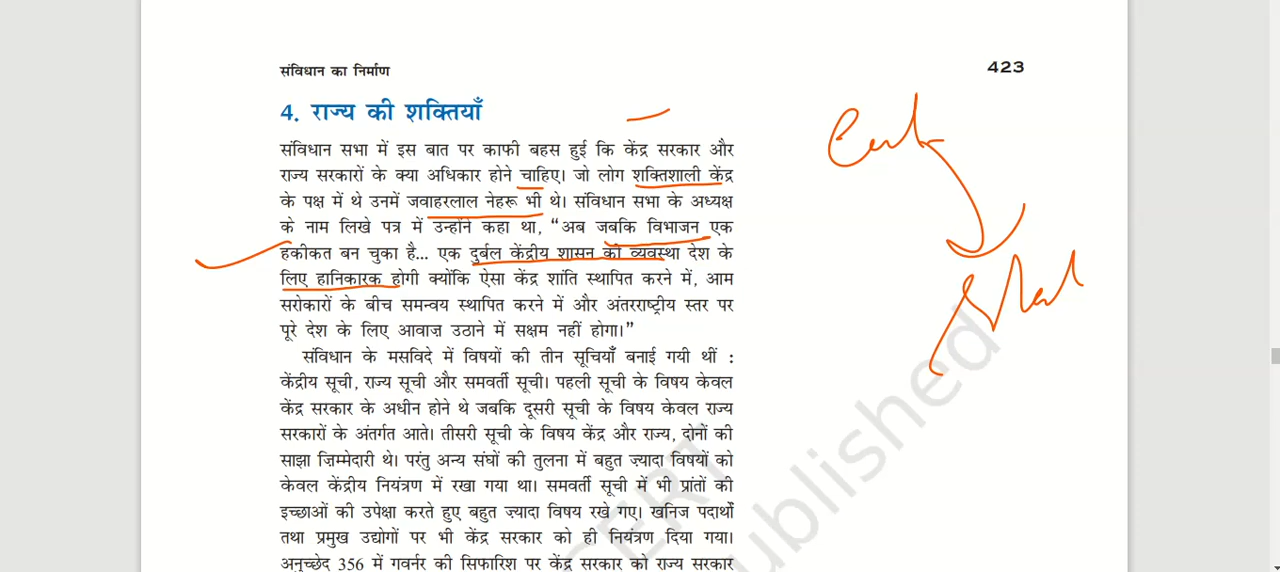 संविधान का निर्माण
423
4. राज्य की शक्तियाँ
संविधान सभा में इस बात पर काफी बहस हुई कि केंद्र सरकार और
राज्य सरकारों के क्या अधिकार होने चाहिए। जो लोग शक्तिशाली केंद्र
के पक्ष में थे उनमें जवाहरलाल नेहरू भी थे। संविधान सभा के अध्यक्ष
के नाम लिखे पत्र में उन्होंने कहा था, “अब जबकि विभाजन एक
हकीकत बन चुका है... एक दुर्बल केंद्रीय शासन की व्यवस्था देश के
लिए हानिकारक होगी क्योंकि ऐसा केंद्र शांति स्थापित करने में, आम
सरोकारों के बीच समन्वय स्थापित करने में और अंतरराष्ट्रीय स्तर पर
पूरे देश के लिए आवाज़ उठाने में सक्षम नहीं होगा।”
संविधान के मसविदे में विषयों की तीन सूचियाँ बनाई गयी थीं :
केंद्रीय सूची, राज्य सूची और समवर्ती सूची। पहली सूची के विषय केवल
केंद्र सरकार के अधीन होने थे जबकि दूसरी सूची के विषय केवल राज्य
सरकारों के अंतर्गत आते। तीसरी सूची के विषय केंद्र और राज्य, दोनों की
साझा ज़िम्मेदारी थे। परंतु अन्य संघों की तुलना में बहुत ज़्यादा विषयों को
केवल केंद्रीय नियंत्रण में रखा गया था। समवर्ती सूची में भी प्रांतों की
इच्छाओं की उपेक्षा करते हुए बहुत ज़्यादा विषय रखे गए। खनिज पदार्थों
तथा प्रमुख उद्योगों पर भी केंद्र सरकार को ही नियंत्रण दिया गया।
अनुच्छेद 356 में गवर्नर की सिफ़ारिश पर केंद्र सरकार को राज्य सरकार